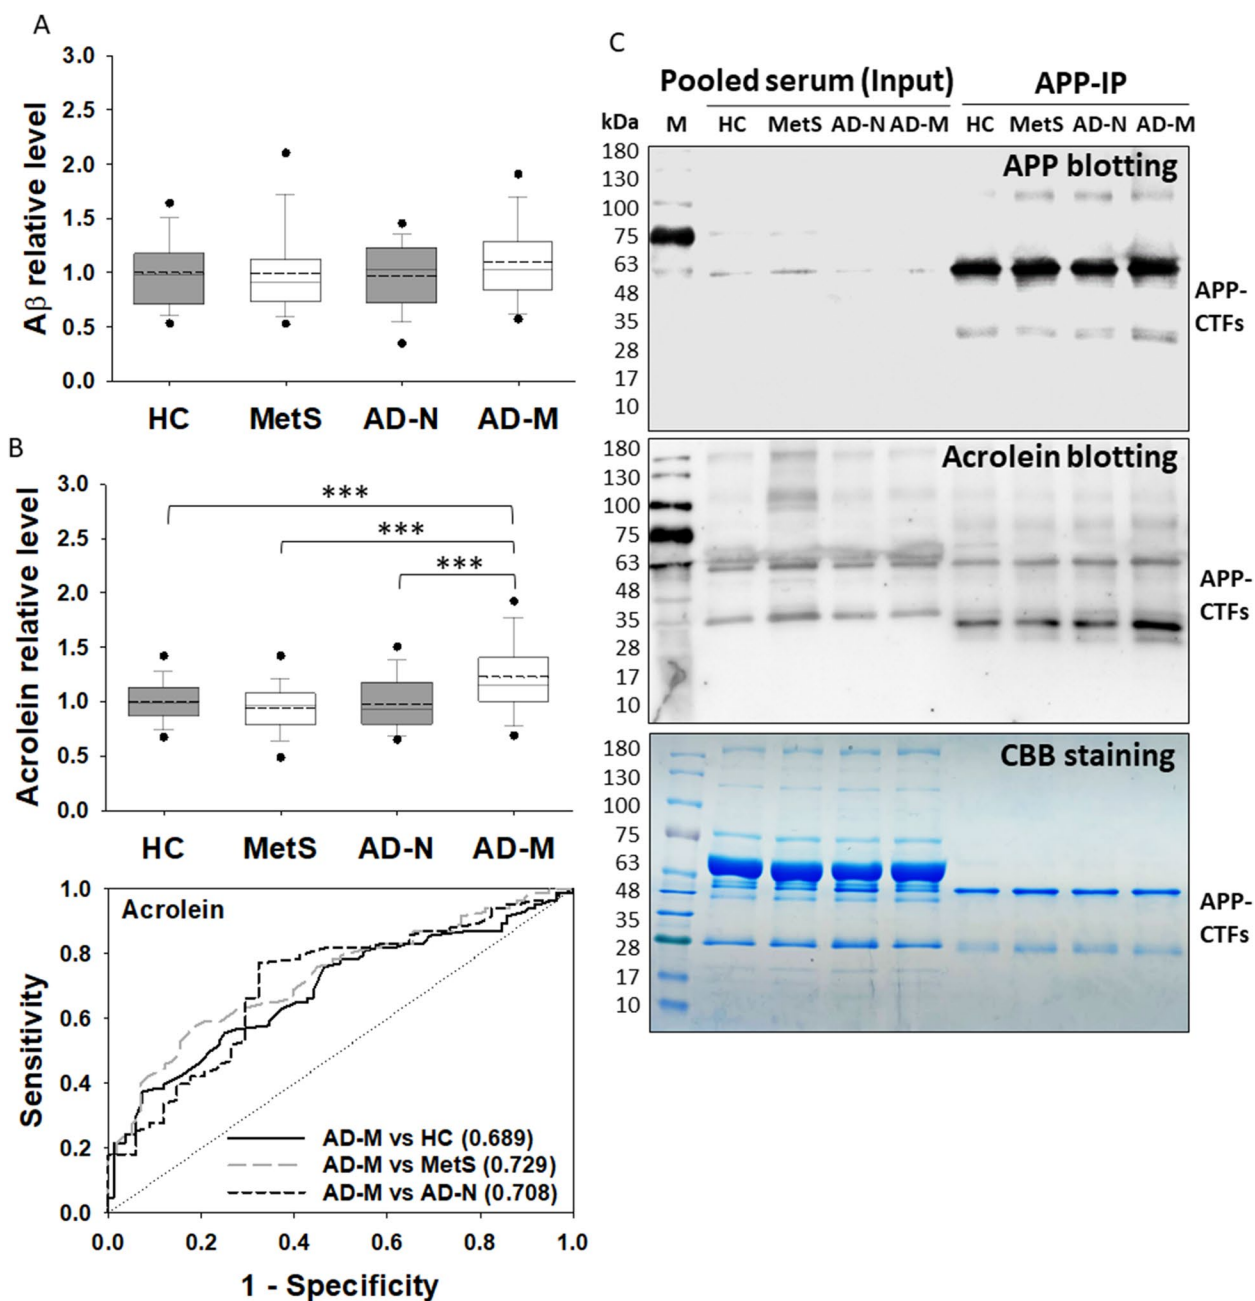 A
3.0
2.5
2.0
1.5
1.0
0.5
0.0
Aβ relative level
HC MetS AD-N AD-M
B
3.0
2.5
2.0
1.5
1.0
0.5
0.0
Acrolein relative level
***
***
***
HC MetS AD-N AD-M
1.0
0.8
0.6
0.4
0.2
0.0
Sensitivity
Acrolein
AD-M vs HC (0.689)
AD-M vs MetS (0.729)
AD-M vs AD-N (0.708)
0.0 0.2 0.4 0.6 0.8 1.0
1 - Specificity
C
Pooled serum (Input) APP-IP
kDa M HC MetS AD-N AD-M HC MetS AD-N AD-M
APP blotting
180
130
100
75
63
48
35
28
17
10
APP-
CTFs
Acrolein blotting
180
130
100
75
63
48
35
28
17
10
APP-
CTFs
CBB staining
180
130
100
75
63
48
35
28
17
10
APP-
CTFs